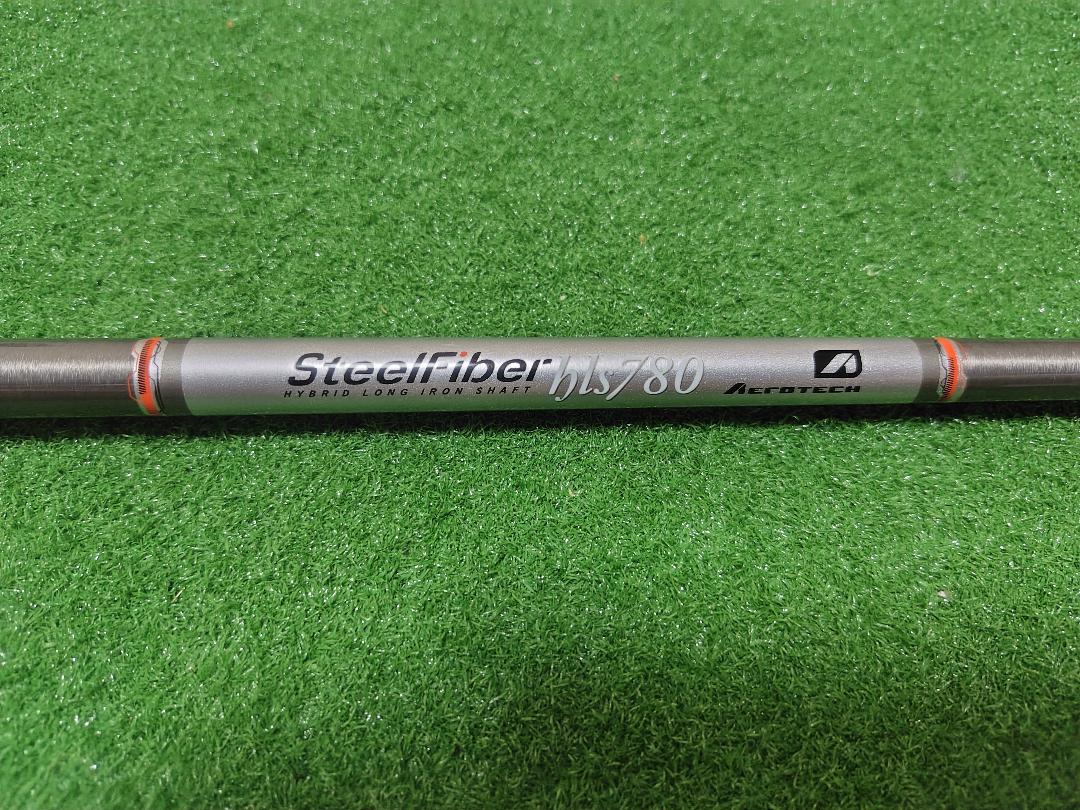 SteelFiber hls780
HYBRID LONG IRON SHAFT
AEROTECH